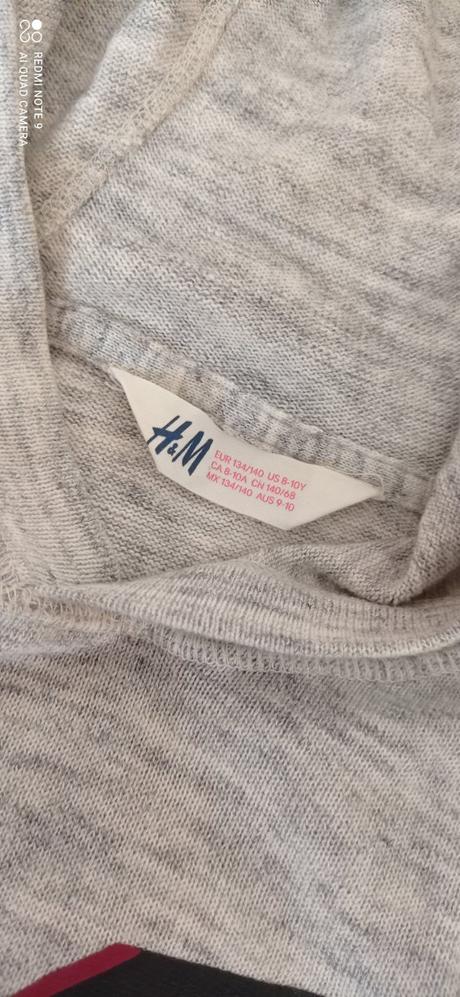 REDMI NOTE 9
AI QUAD CAMERA
H&M
EUR 134/140 US 8-10Y
CA 8-10A CN 140/68
MX 134/140 AUS 9-10